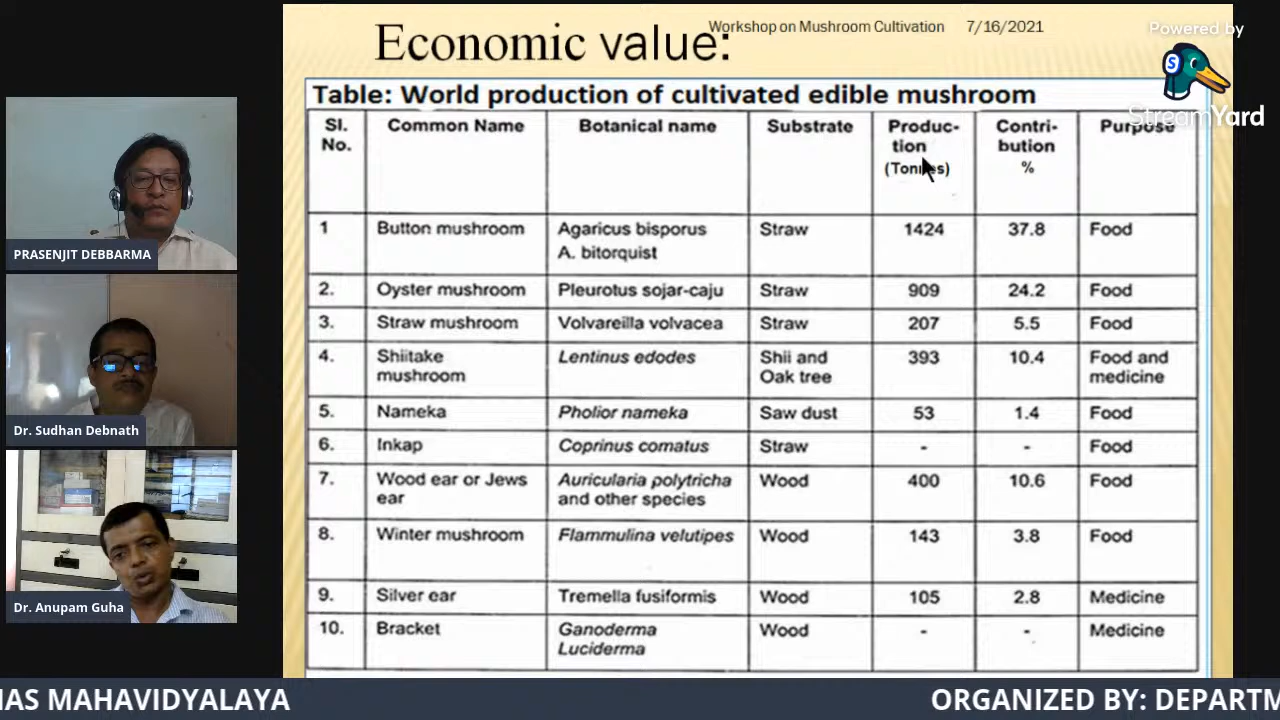 Workshop on Mushroom Cultivation 7/16/2021
Economic value:
Powered by
StreamYard
Table: World production of cultivated edible mushroom
Sl. No. Common Name Botanical name Substrate Produc-tion (Tonnes) Contri-bution % Purpose
1 Button mushroom Agaricus bisporus A. bitorquist Straw 1424 37.8 Food
2. Oyster mushroom Pleurotus sojar-caju Straw 909 24.2 Food
3. Straw mushroom Volvareilla volvacea Straw 207 5.5 Food
4. Shiitake mushroom Lentinus edodes Shii and Oak tree 393 10.4 Food and medicine
5. Nameka Pholior nameka Saw dust 53 1.4 Food
6. Inkap Coprinus comatus Straw - - Food
7. Wood ear or Jews ear Auricularia polytricha and other species Wood 400 10.6 Food
8. Winter mushroom Flammulina velutipes Wood 143 3.8 Food
9. Silver ear Tremella fusiformis Wood 105 2.8 Medicine
10. Bracket Ganoderma Luciderma Wood - - Medicine
PRASENJIT DEBBARMA
Dr. Sudhan Debnath
Dr. Anupam Guha
MAHAVIDYALAYA ORGANIZED BY: